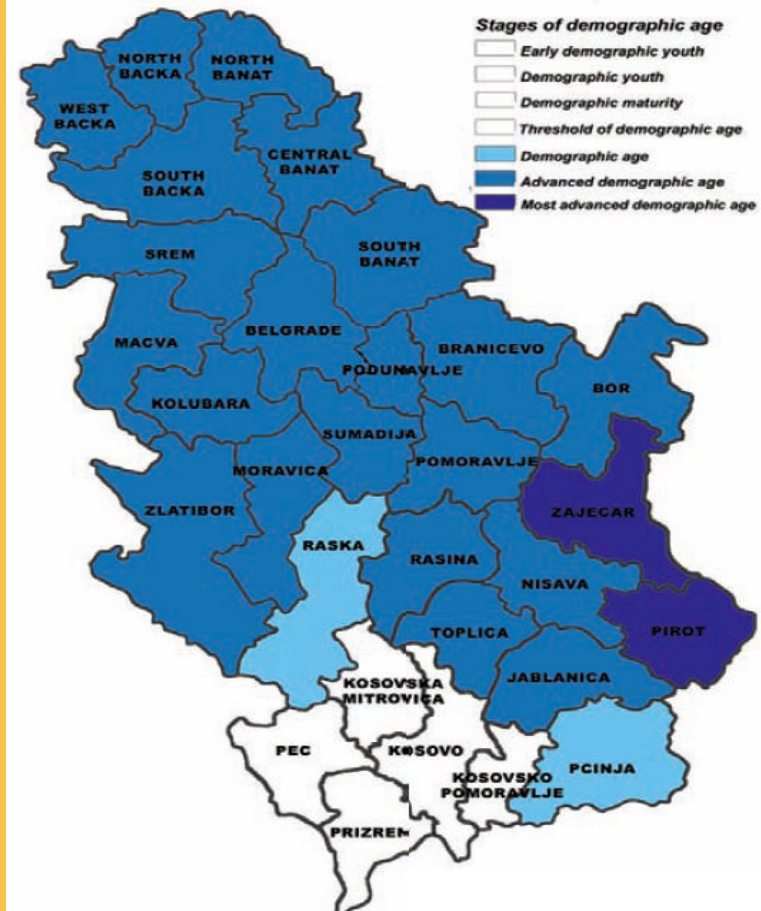 Stages of demographic age
Early demographic youth
Demographic youth
Demographic maturity
Threshold of demographic age
Demographic age
Advanced demographic age
Most advanced demographic age
NORTH
BACKA
NORTH
BANAT
WEST
BACKA
SOUTH
BACKA
CENTRAL
BANAT
SREM
SOUTH
BANAT
MACVA
BELGRADE
PODUNAVLJE
BRANICEVO
BOR
KOLUBARA
SUMADIJA
MORAVICA
POMORAVLJE
ZLATIBOR
ZAJECAR
RASKA
RASINA
NISAVA
TOPLICA
PIROT
JABLANICA
KOSOVSKA
MITROVICA
PEC
KOSOVO
KOSOVSKO
POMORAVLJE
PCINJA
PRIZREN